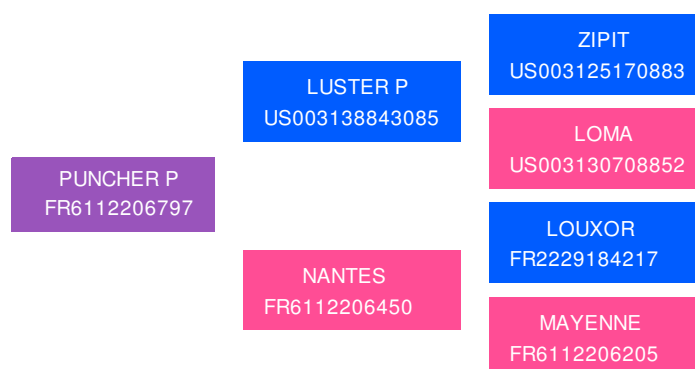 PUNCHER P
FR6112206797
LUSTER P
US003138843085
NANTES
FR6112206450
ZIPIT
US003125170883
LOMA
US003130708852
LOUXOR
FR2229184217
MAYENNE
FR6112206205